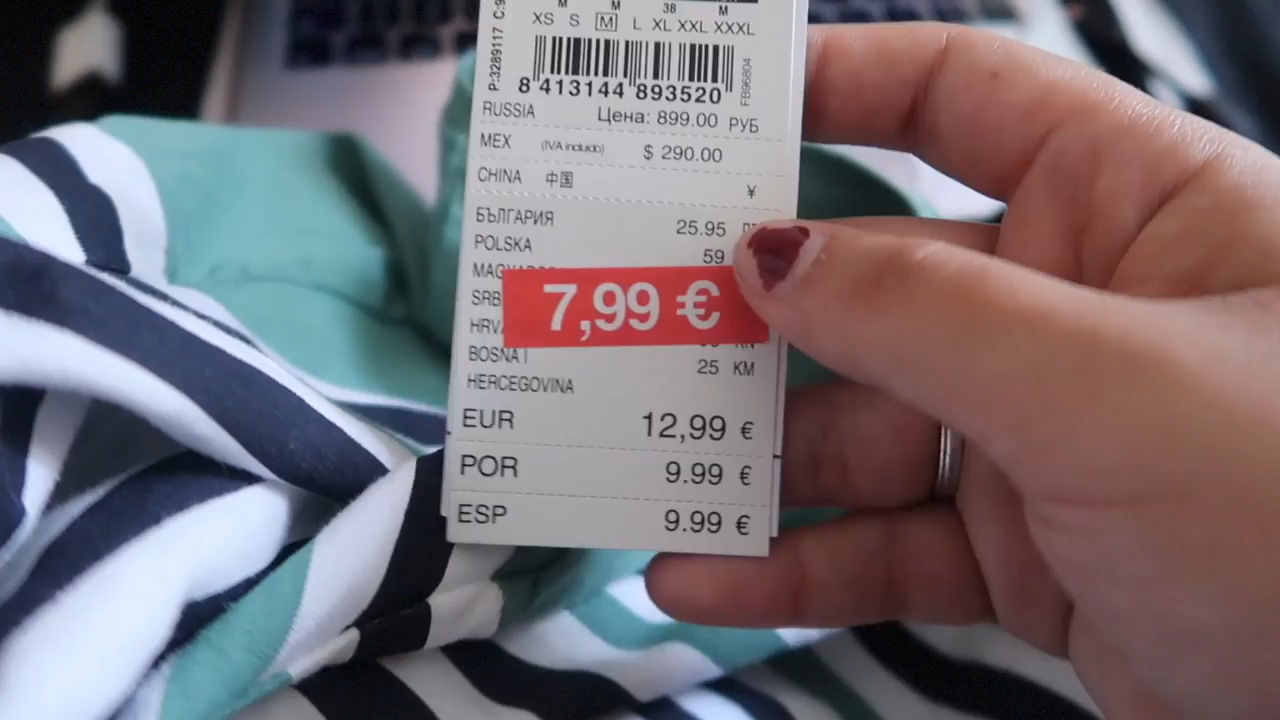 P:3289117 C:9
M M 38 M
XS S M L XL XXL XXXL
8 413144 893520
FB96804
RUSSIA Цена: 899.00 РУБ
MEX (IVA incluido) $ 290.00
CHINA 中国 ¥
БЪЛГАРИЯ 25.95
POLSKA 59
7,99 €
BOSNA I 25 KM
HERCEGOVINA
EUR 12,99 €
POR 9.99 €
ESP 9.99 €